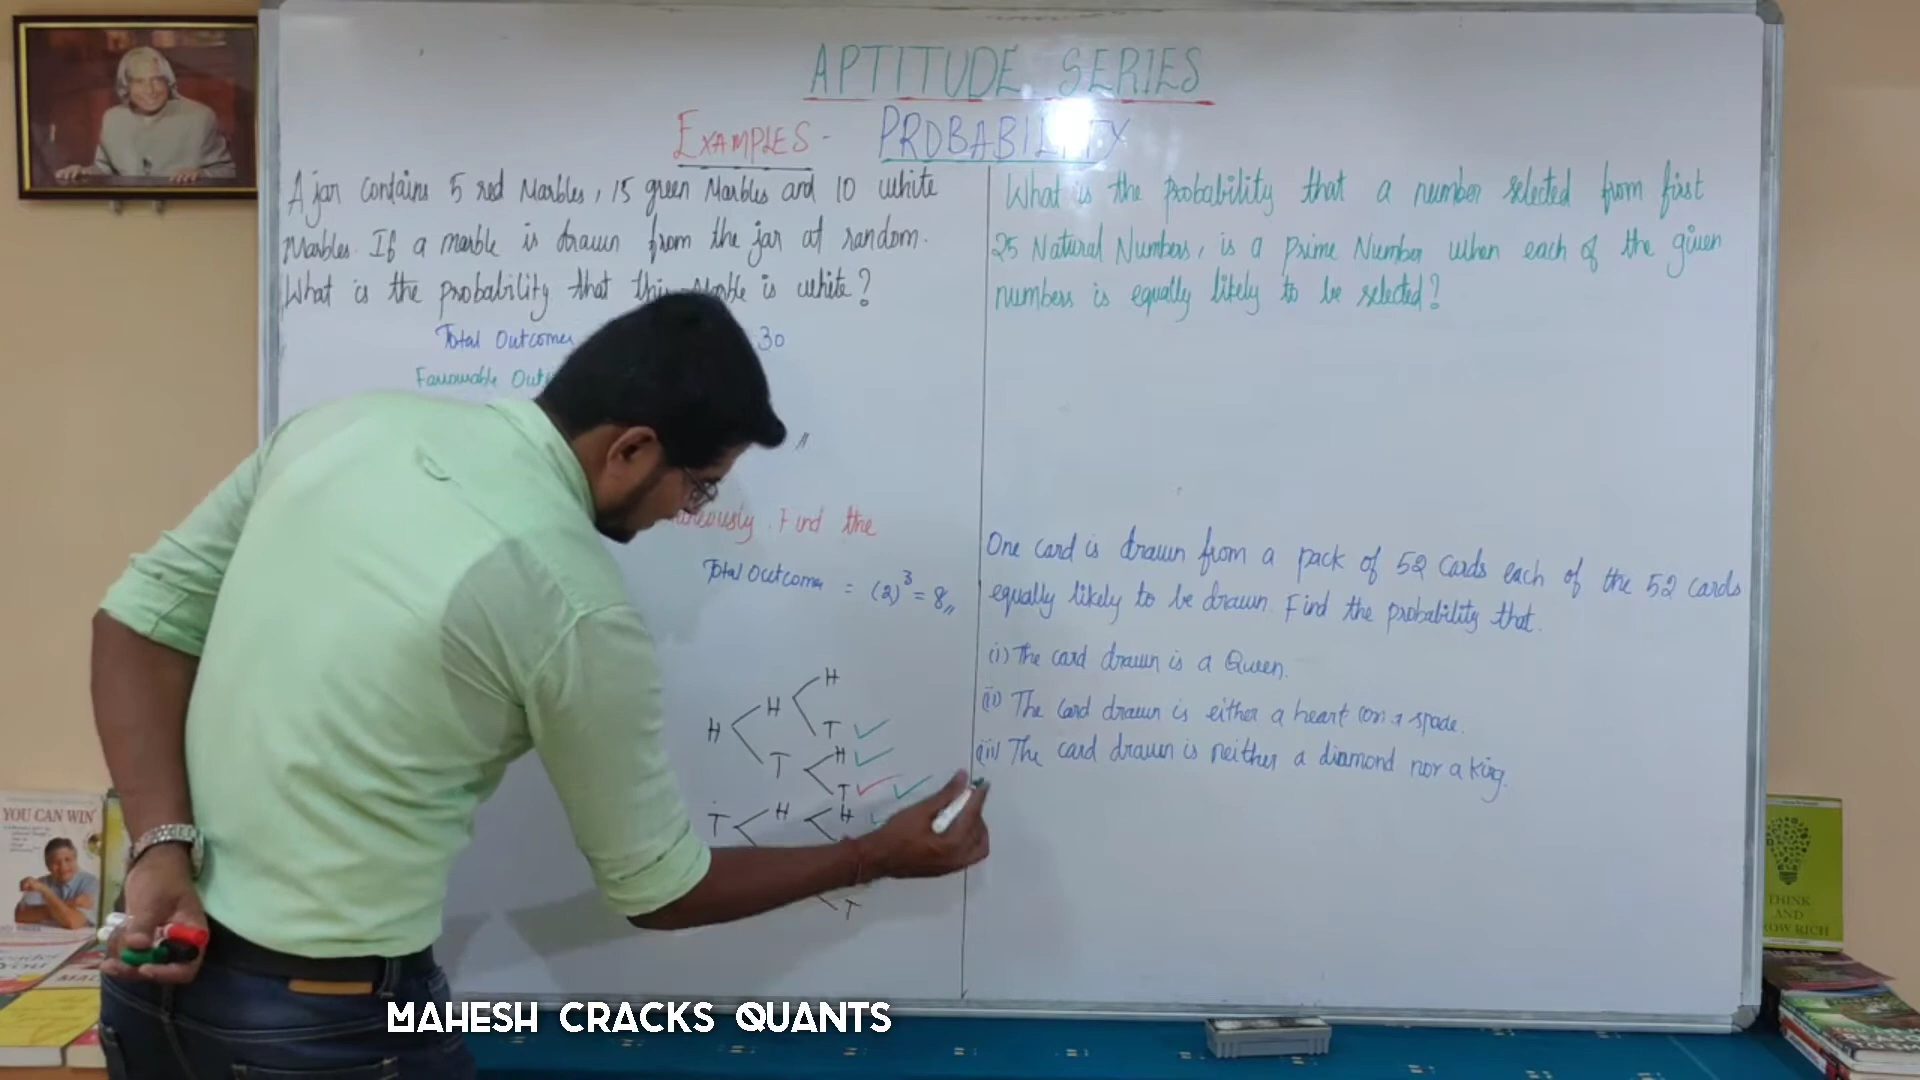 APTITUDE SERIES
EXAMPLES - PROBABILITY
A jar contains 5 red Marbles, 15 green Marbles and 10 white
Marbles. If a marble is drawn from the jar at random.
What is the probability that this Marble is white?
Total Outcomes 30
Favourable
"
Find the
Total Outcomes = (2)³ = 8,,
H
H H
T ✓
H ✓
T
T ✓ ✓
T H H
T
What is the probability that a number selected from first
25 Natural Numbers, is a prime Number when each of the given
numbers is equally likely to be selected?
One card is drawn from a pack of 52 cards each of the 52 cards
equally likely to be drawn. Find the probability that.
(i) The card drawn is a Queen.
(ii) The card drawn is either a heart (or) a spade.
(iii) The card drawn is neither a diamond nor a king.
YOU CAN WIN
THINK
AND
ROW RICH
MAHESH CRACKS QUANTS